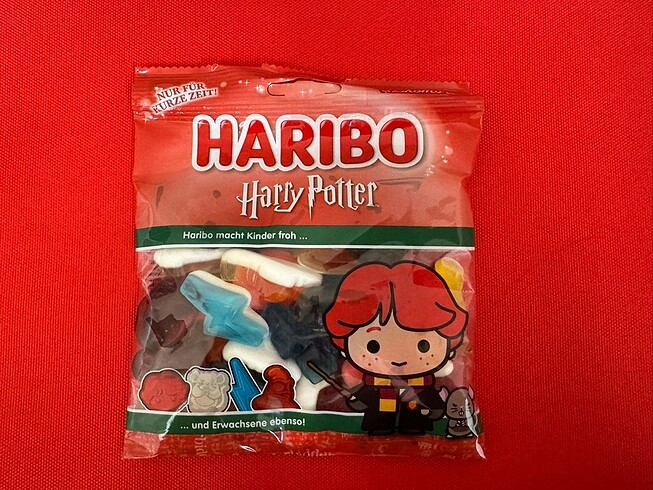 NUR FÜR
KURZE ZEIT!
HARIBO
Harry Potter
Haribo macht Kinder froh ...
... und Erwachsene ebenso!